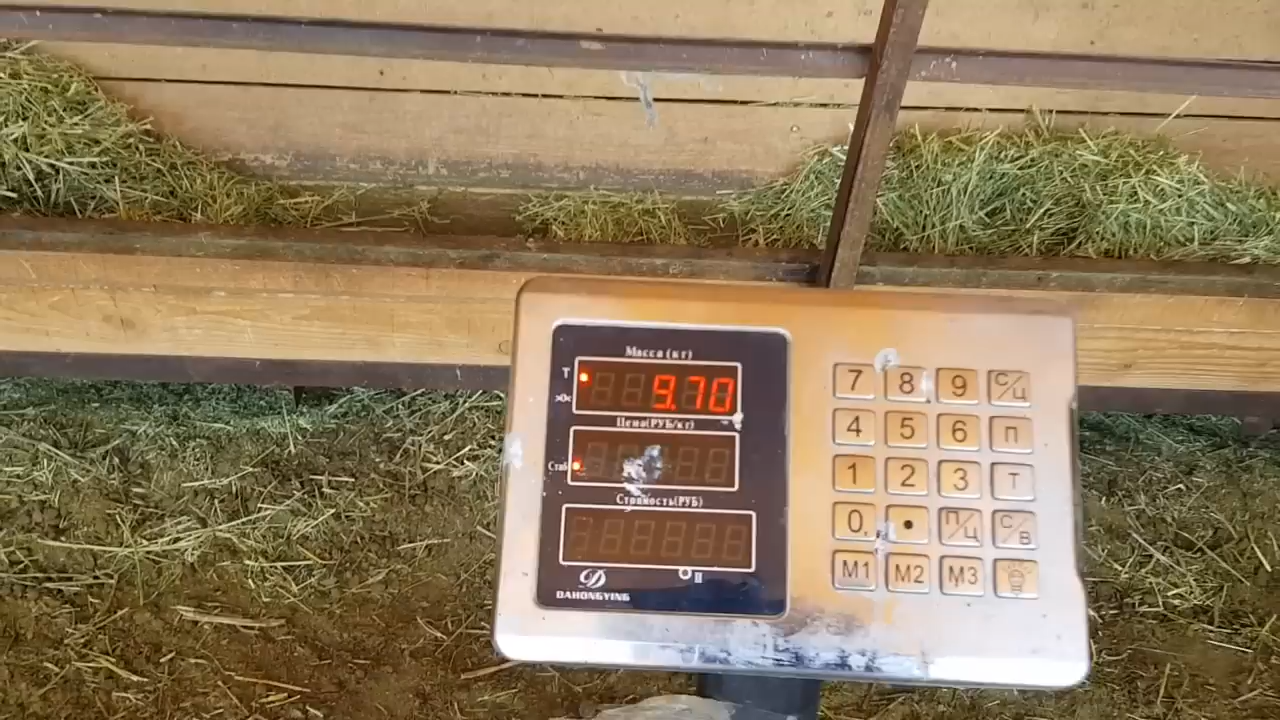 Масса (кг)
Т
9.70
>0<
Цена(РУБ/кг)
Стаб
Стоимость(РУБ)
П
DAHONGYING
7 8 9 С/Ц
4 5 6 П
1 2 3 Т
0, • П/Ц С/В
М1 М2 М3